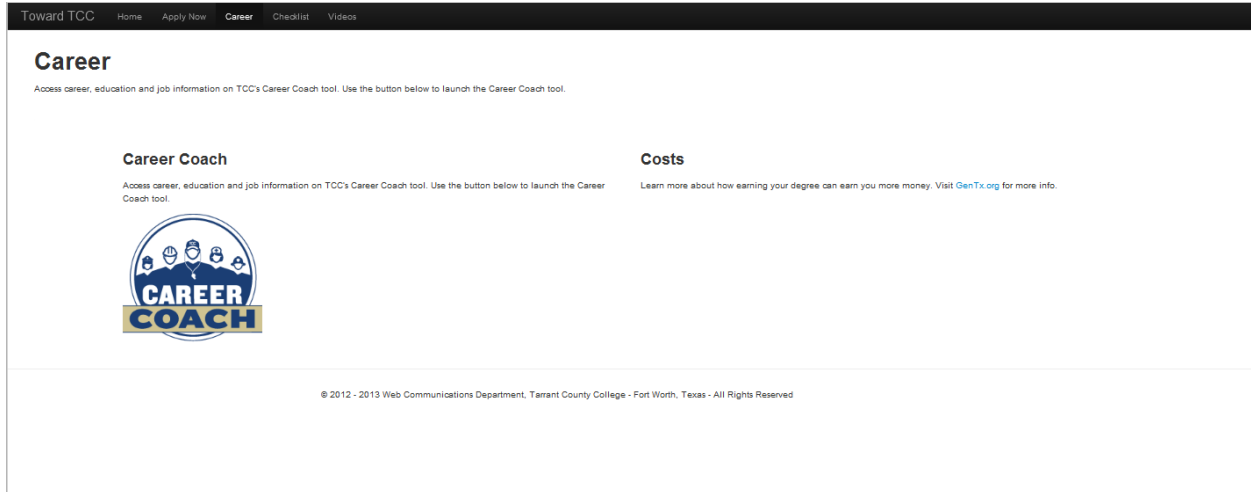 Toward TCC Home Apply Now Career Checklist Videos
Career
Access career, education and job information on TCC's Career Coach tool. Use the button below to launch the Career Coach tool.
Career Coach
Access career, education and job information on TCC's Career Coach tool. Use the button below to launch the Career
Coach tool.
CAREER
COACH
Costs
Learn more about how earning your degree can earn you more money. Visit GenTx.org for more info.
© 2012 - 2013 Web Communications Department, Tarrant County College - Fort Worth, Texas - All Rights Reserved